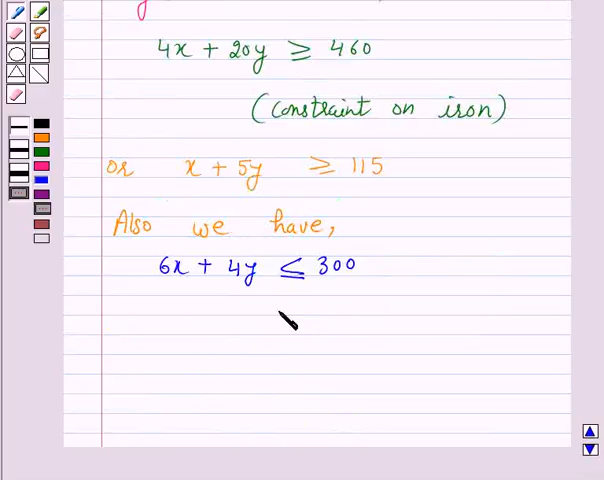 y
4x + 20y ≥ 460
(constraint on iron)
or x + 5y ≥ 115
Also we have,
6x + 4y ≤ 300